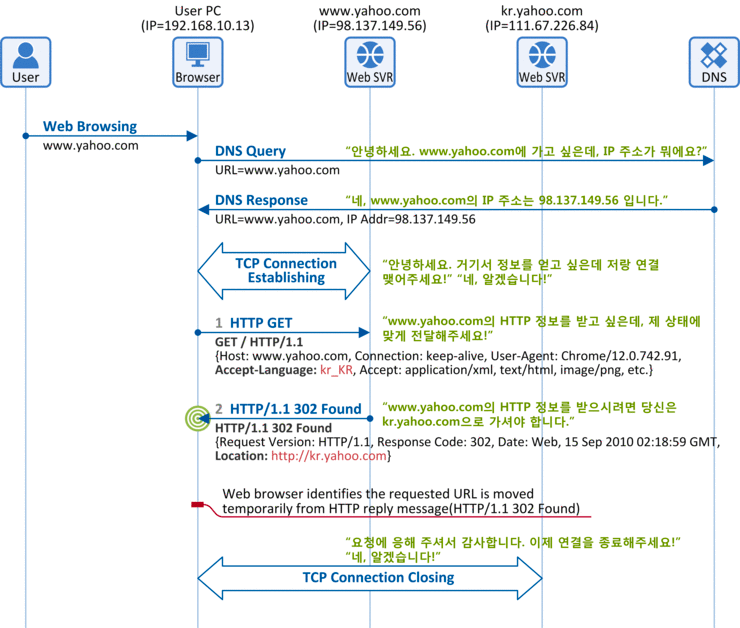 User PC
(IP=192.168.10.13)
www.yahoo.com
(IP=98.137.149.56)
kr.yahoo.com
(IP=111.67.226.84)
User
Browser
Web SVR
Web SVR
DNS
Web Browsing
www.yahoo.com
DNS Query
“안녕하세요. www.yahoo.com에 가고 싶은데, IP 주소가 뭐에요?”
URL=www.yahoo.com
DNS Response
“네, www.yahoo.com의 IP 주소는 98.137.149.56 입니다.”
URL=www.yahoo.com, IP Addr=98.137.149.56
TCP Connection
Establishing
“안녕하세요. 거기서 정보를 얻고 싶은데 저랑 연결
맺어주세요!” “네, 알겠습니다!”
1 HTTP GET
“www.yahoo.com의 HTTP 정보를 받고 싶은데, 제 상태에
맞게 전달해주세요!”
GET / HTTP/1.1
{Host: www.yahoo.com, Connection: keep-alive, User-Agent: Chrome/12.0.742.91,
Accept-Language: kr_KR, Accept: application/xml, text/html, image/png, etc.}
2 HTTP/1.1 302 Found
“www.yahoo.com의 HTTP 정보를 받으시려면 당신은
kr.yahoo.com으로 가셔야 합니다.”
HTTP/1.1 302 Found
{Request Version: HTTP/1.1, Response Code: 302, Date: Web, 15 Sep 2010 02:18:59 GMT,
Location: http://kr.yahoo.com}
Web browser identifies the requested URL is moved
temporarily from HTTP reply message(HTTP/1.1 302 Found)
“요청에 응해 주셔서 감사합니다. 이제 연결을 종료해주세요!”
“네, 알겠습니다!”
TCP Connection Closing